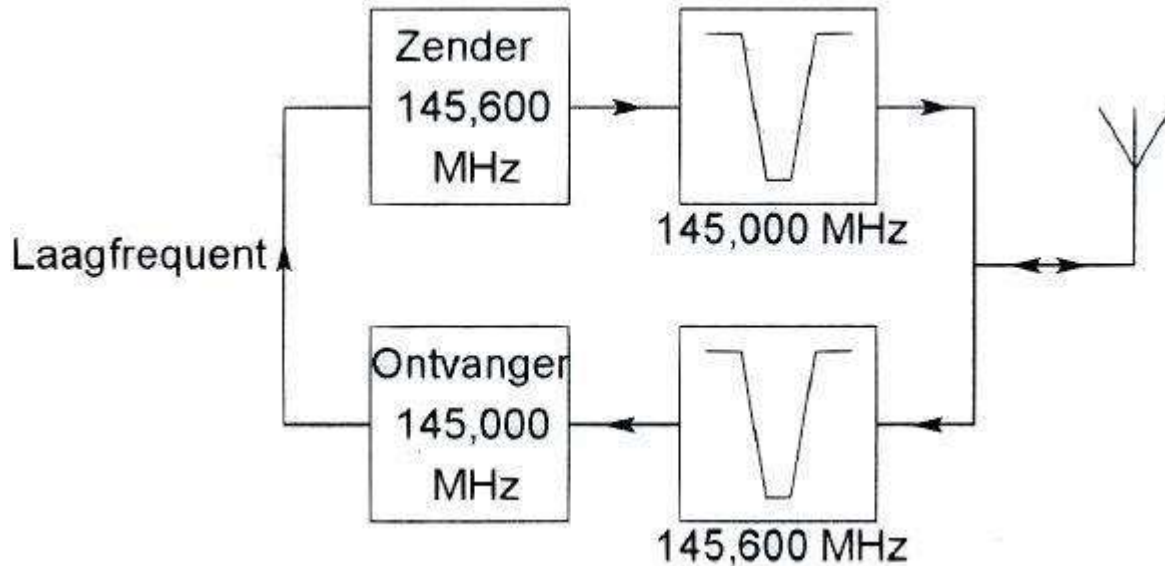 Zender
145,600
MHz
145,000 MHz
Laagfrequent
Ontvanger
145,000
MHz
145,600 MHz